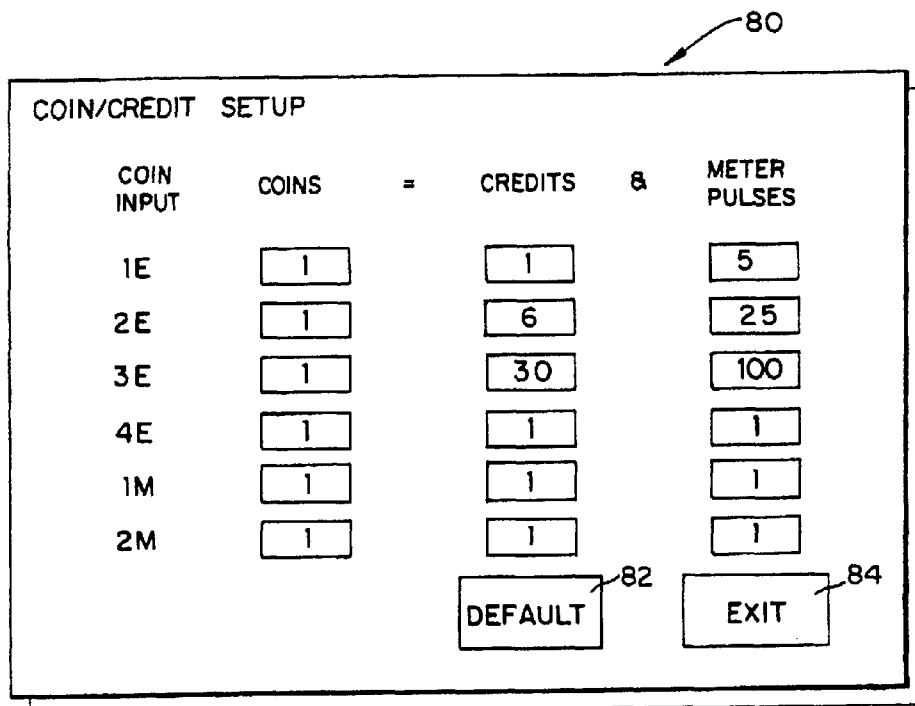 80
COIN/CREDIT SETUP
COIN INPUT COINS = CREDITS & METER PULSES
1E 1 1 5
2E 1 6 25
3E 1 30 100
4E 1 1 1
1M 1 1 1
2M 1 1 1
82 84
DEFAULT EXIT